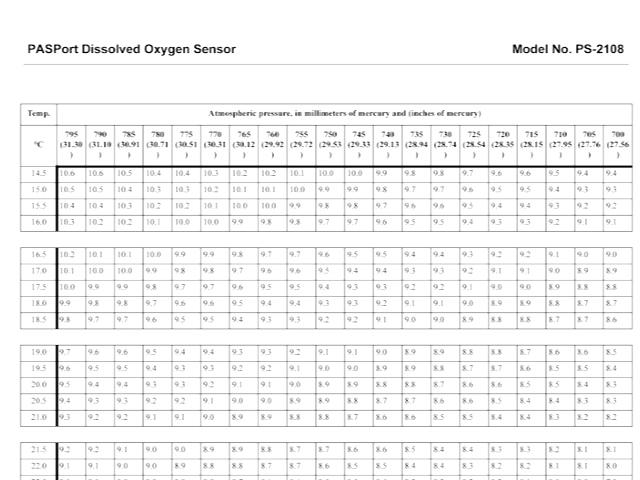 PASPort Dissolved Oxygen Sensor Model No. PS-2108
Temp. Atmospheric pressure, in millimeters of mercury and (inches of mercury)
°C 795 (31.30) 790 (31.10) 785 (30.91) 780 (30.71) 775 (30.51) 770 (30.31) 765 (30.12) 760 (29.92) 755 (29.72) 750 (29.53) 745 (29.33) 740 (29.13) 735 (28.94) 730 (28.74) 725 (28.54) 720 (28.35) 715 (28.15) 710 (27.95) 705 (27.76) 700 (27.56)
14.5 10.6 10.6 10.5 10.4 10.4 10.3 10.2 10.2 10.1 10.0 10.0 9.9 9.8 9.8 9.7 9.6 9.6 9.5 9.4 9.4
15.0 10.5 10.5 10.4 10.3 10.3 10.2 10.1 10.1 10.0 9.9 9.9 9.8 9.7 9.7 9.6 9.5 9.5 9.4 9.3 9.3
15.5 10.4 10.4 10.3 10.2 10.2 10.1 10.0 10.0 9.9 9.8 9.8 9.7 9.6 9.6 9.5 9.4 9.4 9.3 9.2 9.2
16.0 10.3 10.2 10.2 10.1 10.0 10.0 9.9 9.8 9.8 9.7 9.7 9.6 9.5 9.5 9.4 9.3 9.3 9.2 9.1 9.1
16.5 10.2 10.1 10.1 10.0 9.9 9.9 9.8 9.7 9.7 9.6 9.5 9.5 9.4 9.4 9.3 9.2 9.2 9.1 9.0 9.0
17.0 10.1 10.0 10.0 9.9 9.8 9.8 9.7 9.6 9.6 9.5 9.4 9.4 9.3 9.3 9.2 9.1 9.1 9.0 8.9 8.9
17.5 10.0 9.9 9.9 9.8 9.7 9.7 9.6 9.5 9.5 9.4 9.3 9.3 9.2 9.2 9.1 9.0 9.0 8.9 8.8 8.8
18.0 9.9 9.8 9.8 9.7 9.6 9.6 9.5 9.4 9.4 9.3 9.3 9.2 9.1 9.1 9.0 8.9 8.9 8.8 8.7 8.7
18.5 9.8 9.7 9.7 9.6 9.5 9.5 9.4 9.3 9.3 9.2 9.2 9.1 9.0 9.0 8.9 8.8 8.8 8.7 8.7 8.6
19.0 9.7 9.6 9.6 9.5 9.4 9.4 9.3 9.3 9.2 9.1 9.1 9.0 8.9 8.9 8.8 8.8 8.7 8.6 8.6 8.5
19.5 9.6 9.5 9.5 9.4 9.3 9.3 9.2 9.2 9.1 9.0 9.0 8.9 8.9 8.8 8.7 8.7 8.6 8.5 8.5 8.4
20.0 9.5 9.4 9.4 9.3 9.3 9.2 9.1 9.1 9.0 8.9 8.9 8.8 8.8 8.7 8.6 8.6 8.5 8.5 8.4 8.3
20.5 9.4 9.3 9.3 9.2 9.2 9.1 9.0 9.0 8.9 8.9 8.8 8.7 8.7 8.6 8.6 8.5 8.4 8.4 8.3 8.3
21.0 9.3 9.2 9.2 9.1 9.1 9.0 8.9 8.9 8.8 8.8 8.7 8.6 8.6 8.5 8.5 8.4 8.4 8.3 8.2 8.2
21.5 9.2 9.2 9.1 9.0 9.0 8.9 8.9 8.8 8.7 8.7 8.6 8.6 8.5 8.4 8.4 8.3 8.3 8.2 8.1 8.1
22.0 9.1 9.1 9.0 9.0 8.9 8.8 8.8 8.7 8.7 8.6 8.5 8.5 8.4 8.4 8.3 8.2 8.2 8.1 8.1 8.0